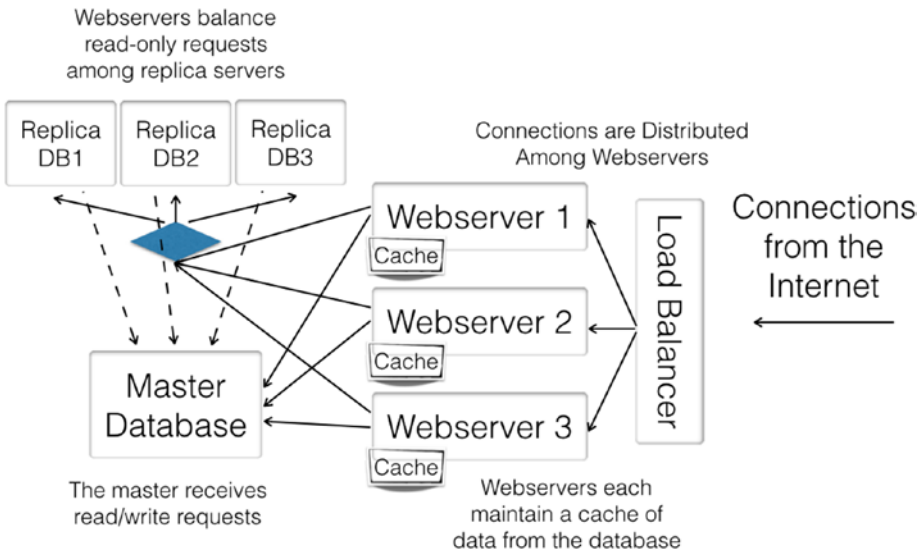 Webservers balance
read-only requests
among replica servers
Replica
DB1
Replica
DB2
Replica
DB3
Connections are Distributed
Among Webservers
Webserver 1
Cache
Webserver 2
Cache
Webserver 3
Cache
Load Balancer
Connections
from the
Internet
Master
Database
The master receives
read/write requests
Webservers each
maintain a cache of
data from the database